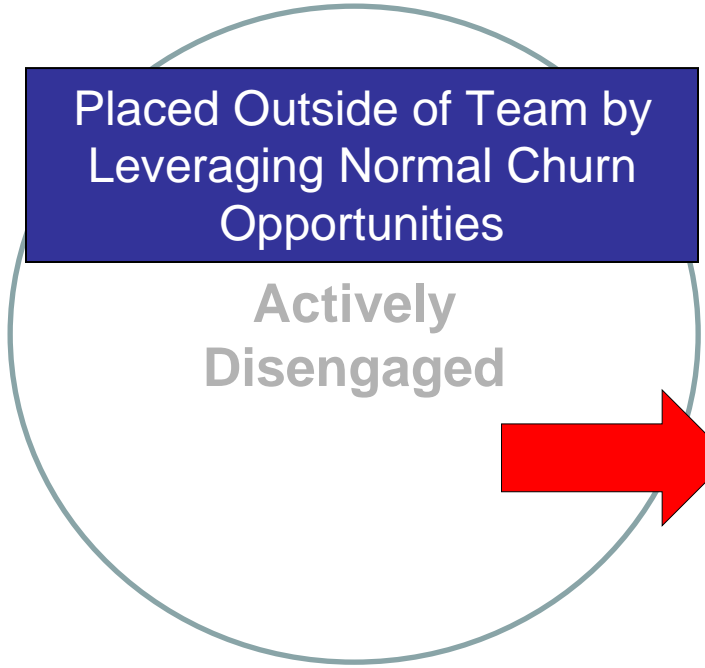 Placed Outside of Team by
Leveraging Normal Churn
Opportunities
Actively
Disengaged